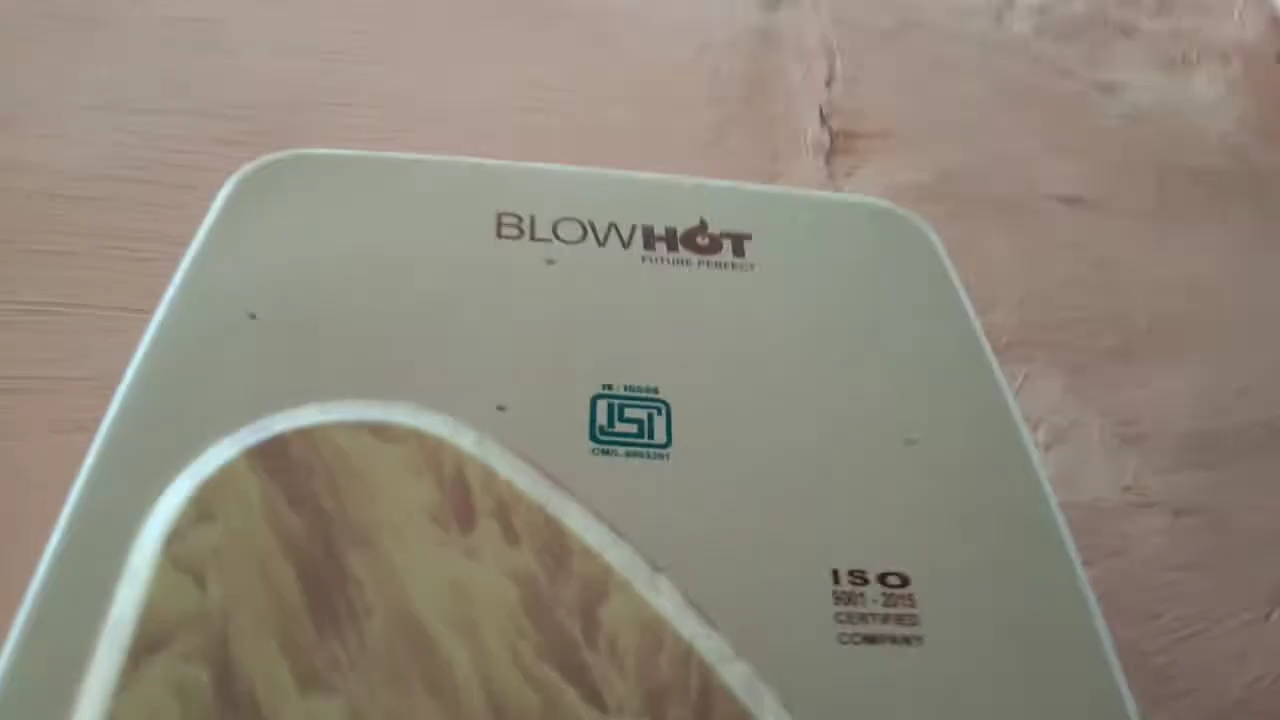 BLOWHOT
FUTURE PERFECT
ISI
ISO
9001 - 2015
CERTIFIED
COMPANY